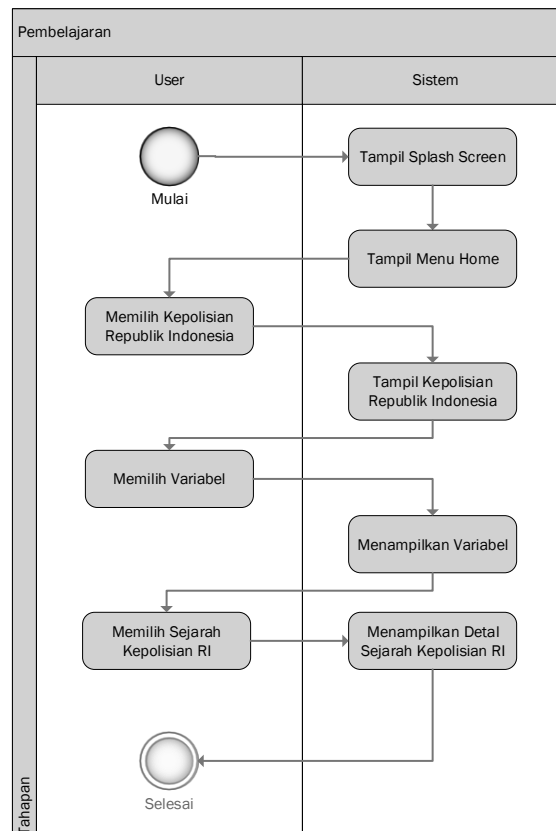 Pembelajaran
User
Sistem
Tampil Splash Screen
Mulai
Tampil Menu Home
Memilih Kepolisian
Republik Indonesia
Tampil Kepolisian
Republik Indonesia
Memilih Variabel
Menampilkan Variabel
Memilih Sejarah
Kepolisian RI
Menampilkan Detal
Sejarah Kepolisian RI
Selesai
Tahapan